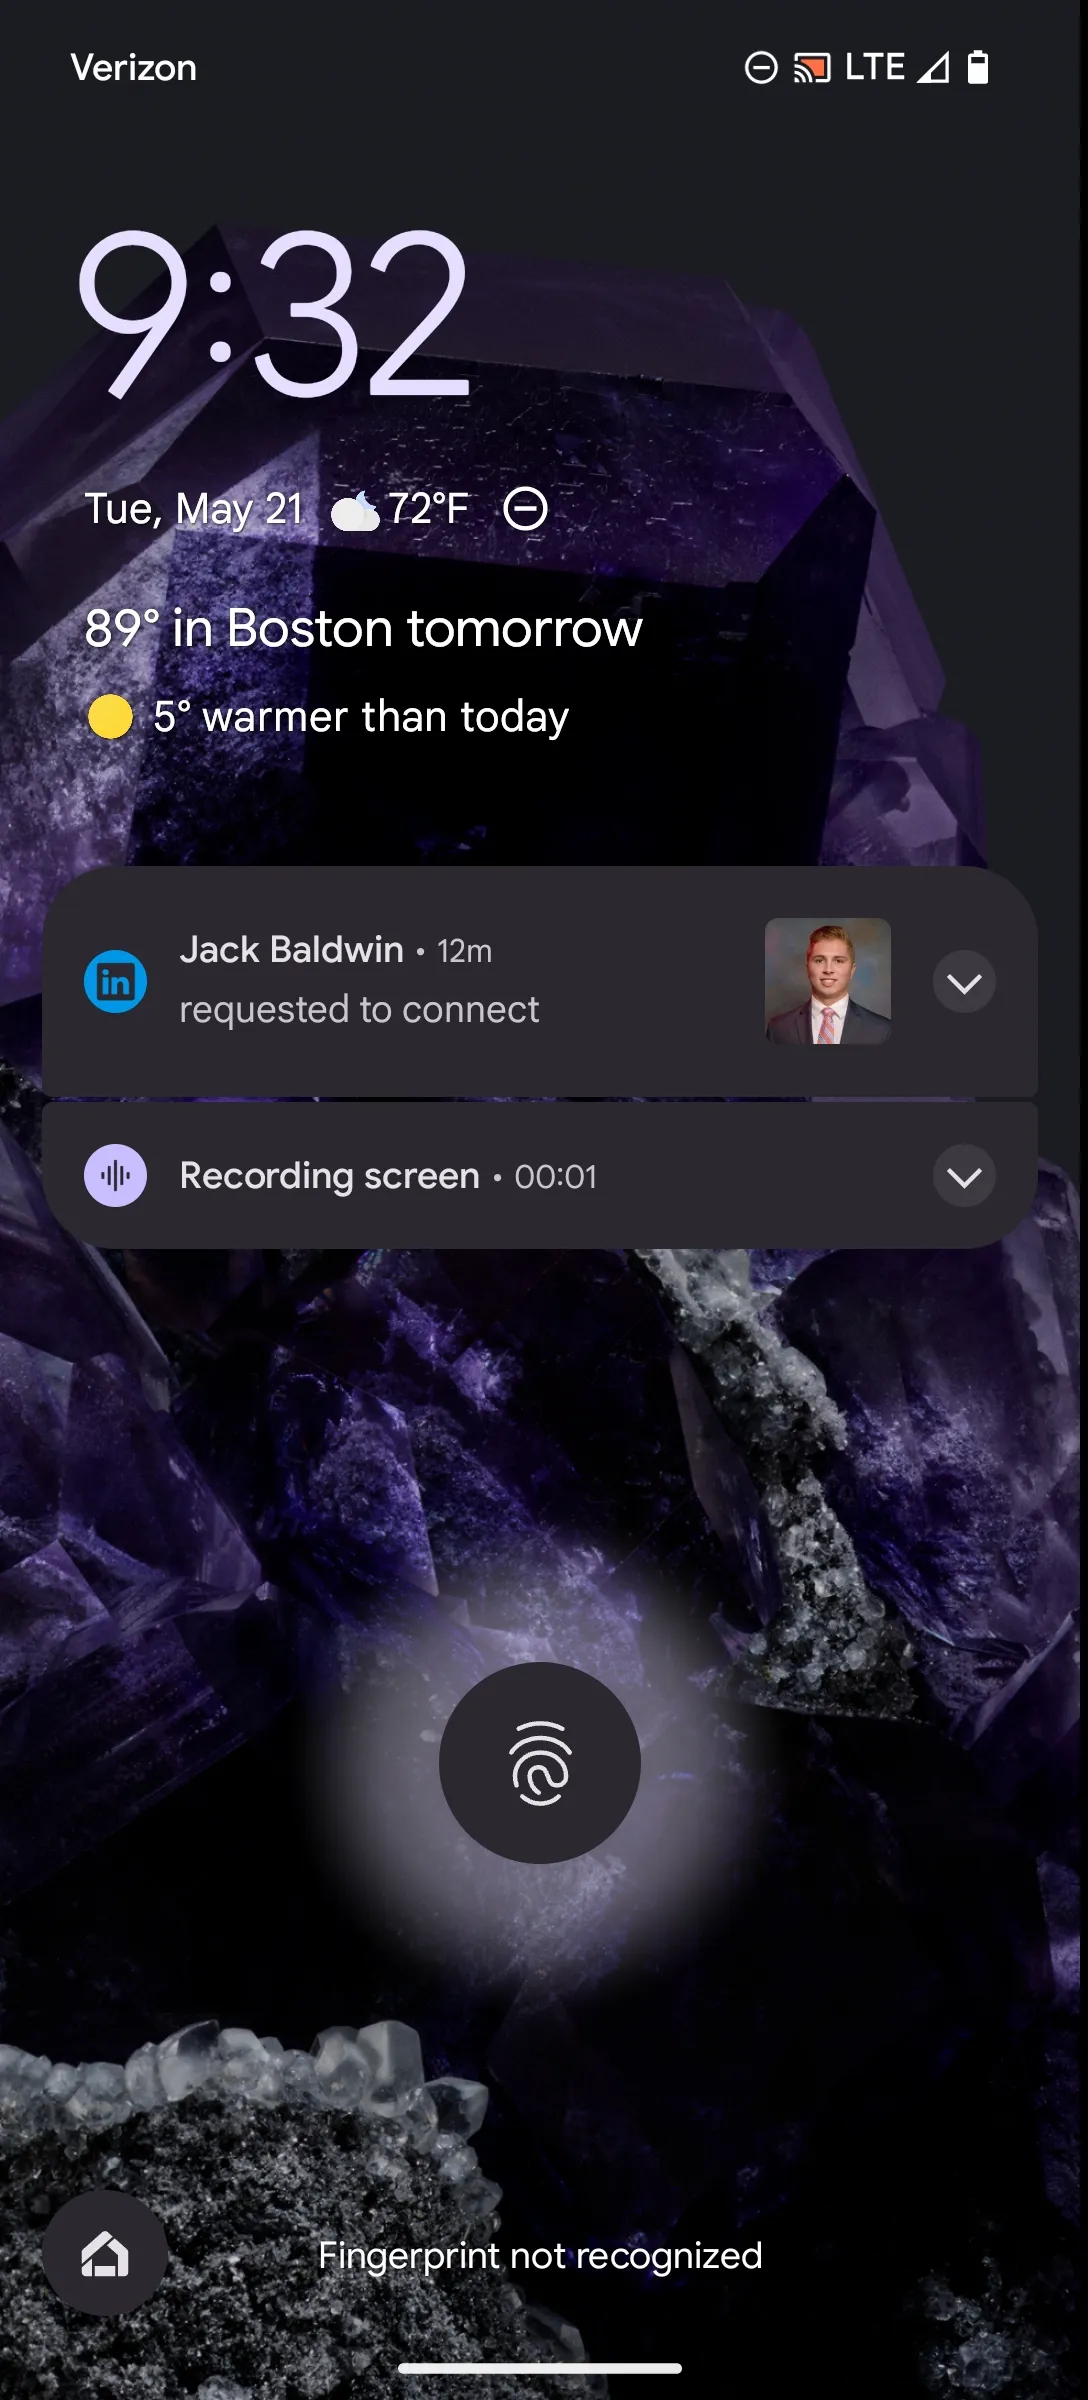 Verizon LTE
9:32
Tue, May 21 72°F
89° in Boston tomorrow
5° warmer than today
in Jack Baldwin • 12m
requested to connect
Recording screen • 00:01
Fingerprint not recognized